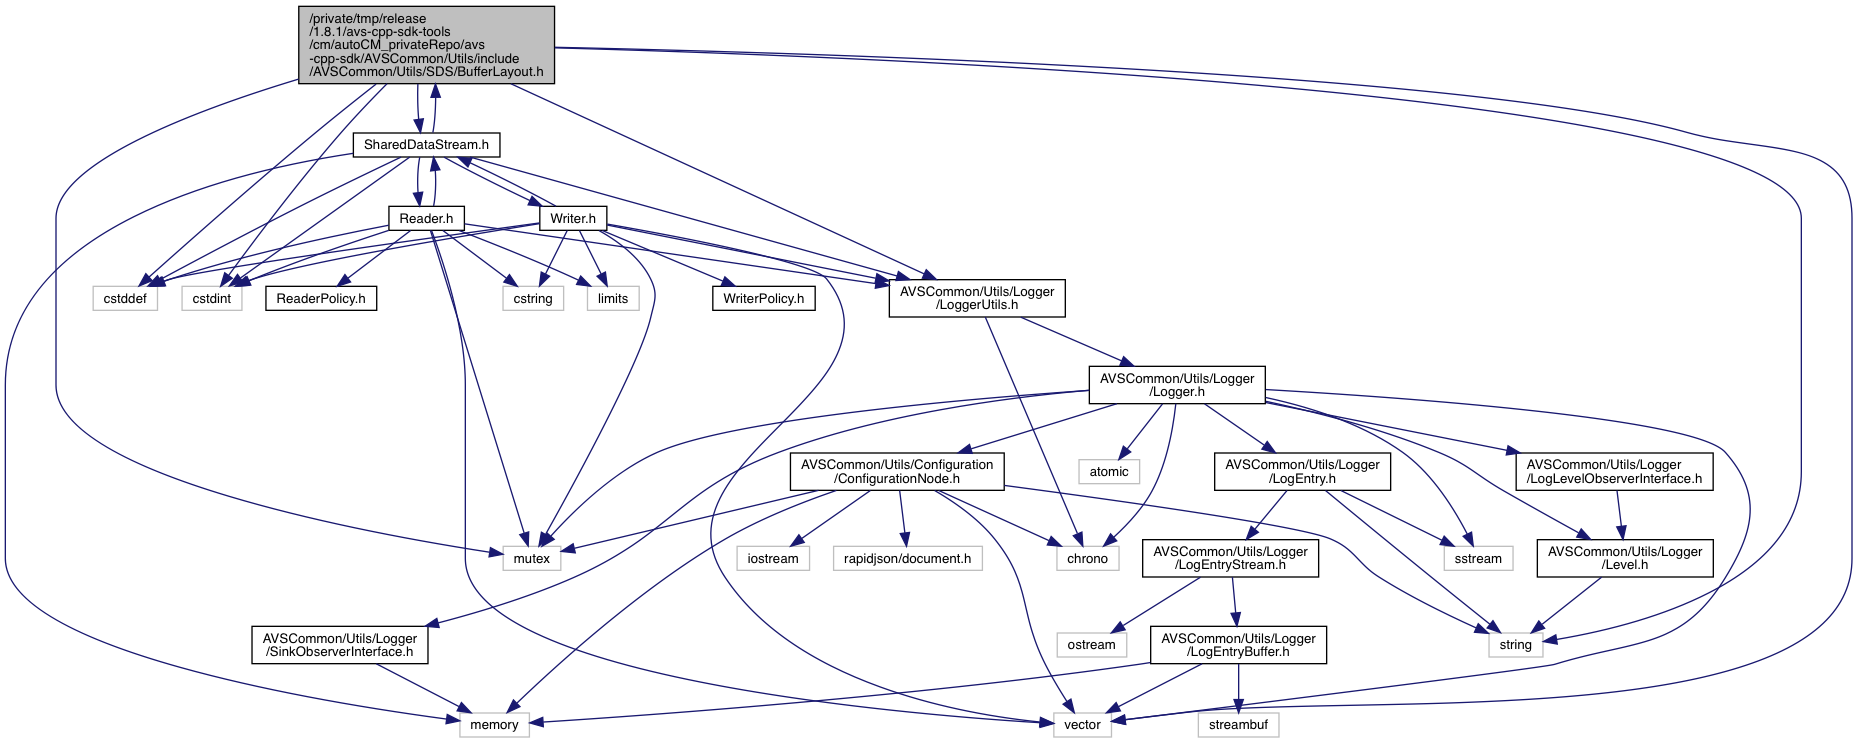 /private/tmp/release
/1.8.1/avs-cpp-sdk-tools
/cm/autoCM_privateRepo/avs
-cpp-sdk/AVSCommon/Utils/include
/AVSCommon/Utils/SDS/BufferLayout.h
SharedDataStream.h
Reader.h
Writer.h
cstddef
cstdint
ReaderPolicy.h
cstring
limits
WriterPolicy.h
AVSCommon/Utils/Logger
/LoggerUtils.h
AVSCommon/Utils/Logger
/Logger.h
AVSCommon/Utils/Configuration
/ConfigurationNode.h
atomic
AVSCommon/Utils/Logger
/LogEntry.h
AVSCommon/Utils/Logger
/LogLevelObserverInterface.h
mutex
iostream
rapidjson/document.h
chrono
AVSCommon/Utils/Logger
/LogEntryStream.h
sstream
AVSCommon/Utils/Logger
/Level.h
AVSCommon/Utils/Logger
/SinkObserverInterface.h
ostream
AVSCommon/Utils/Logger
/LogEntryBuffer.h
string
memory
vector
streambuf